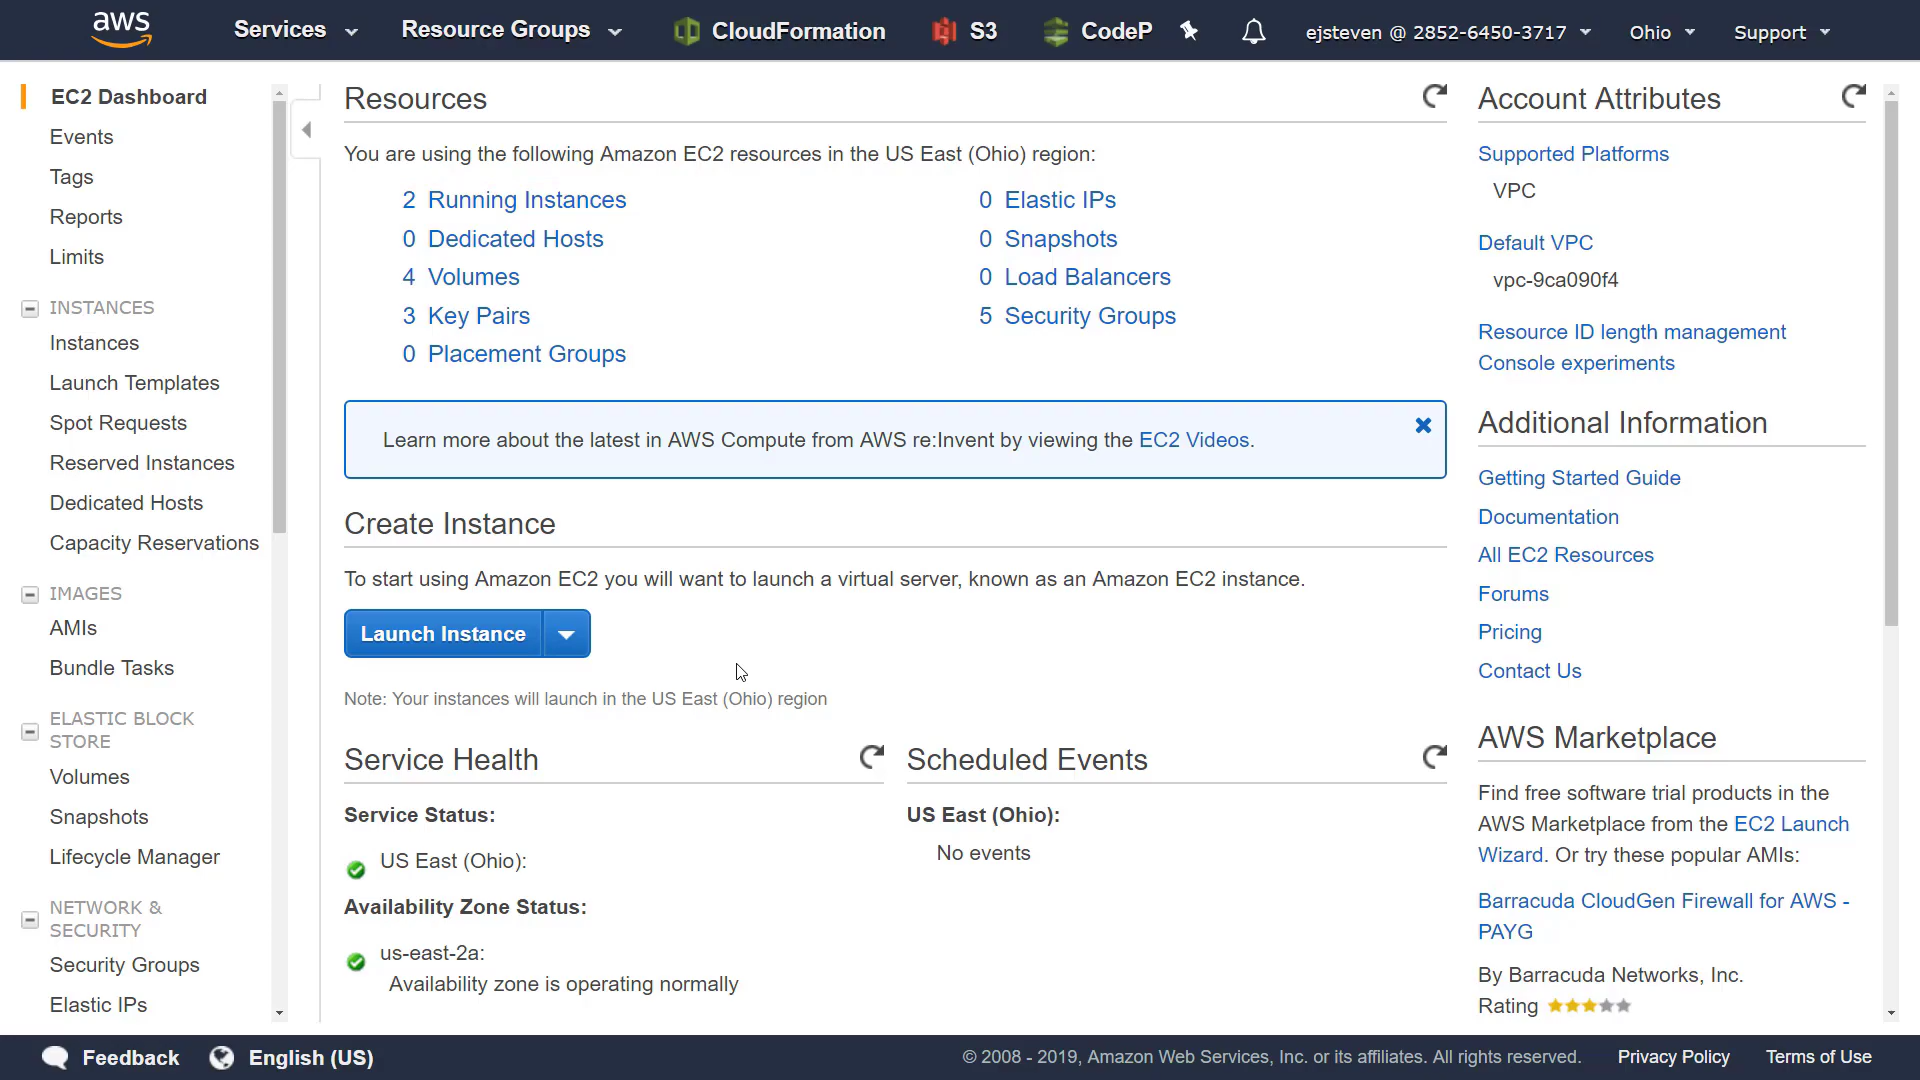 aws
Services
Resource Groups
CloudFormation
S3
CodeP
ejsteven @ 2852-6450-3717
Ohio
Support
EC2 Dashboard
Events
Tags
Reports
Limits
INSTANCES
Instances
Launch Templates
Spot Requests
Reserved Instances
Dedicated Hosts
Capacity Reservations
IMAGES
AMIs
Bundle Tasks
ELASTIC BLOCK
STORE
Volumes
Snapshots
Lifecycle Manager
NETWORK &
SECURITY
Security Groups
Elastic IPs
Resources
You are using the following Amazon EC2 resources in the US East (Ohio) region:
2 Running Instances
0 Dedicated Hosts
4 Volumes
3 Key Pairs
0 Placement Groups
0 Elastic IPs
0 Snapshots
0 Load Balancers
5 Security Groups
Learn more about the latest in AWS Compute from AWS re:Invent by viewing the EC2 Videos.
Create Instance
To start using Amazon EC2 you will want to launch a virtual server, known as an Amazon EC2 instance.
Launch Instance
Note: Your instances will launch in the US East (Ohio) region
Service Health
Service Status:
US East (Ohio):
Availability Zone Status:
us-east-2a:
Availability zone is operating normally
Scheduled Events
US East (Ohio):
No events
Account Attributes
Supported Platforms
VPC
Default VPC
vpc-9ca090f4
Resource ID length management
Console experiments
Additional Information
Getting Started Guide
Documentation
All EC2 Resources
Forums
Pricing
Contact Us
AWS Marketplace
Find free software trial products in the
AWS Marketplace from the EC2 Launch
Wizard. Or try these popular AMIs:
Barracuda CloudGen Firewall for AWS -
PAYG
By Barracuda Networks, Inc.
Rating
Feedback
English (US)
© 2008 - 2019, Amazon Web Services, Inc. or its affiliates. All rights reserved.
Privacy Policy
Terms of Use